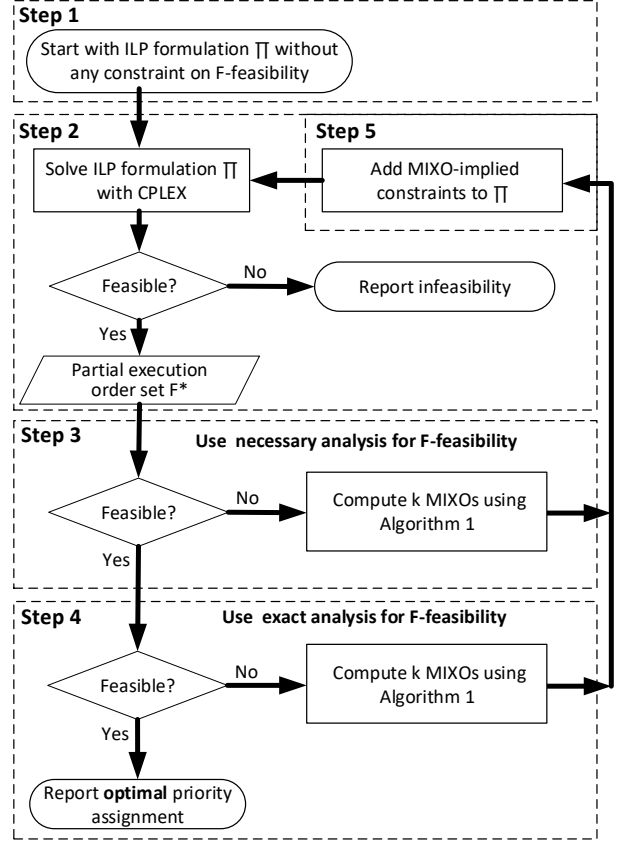 Step 1
Start with ILP formulation ∏ without
any constraint on F-feasibility
Step 2
Step 5
Solve ILP formulation ∏
with CPLEX
Add MIXO-implied
constraints to ∏
Feasible?
No
Report infeasibility
Yes
Partial execution
order set F*
Step 3
Use necessary analysis for F-feasibility
Feasible?
No
Compute k MIXOs using
Algorithm 1
Yes
Step 4
Use exact analysis for F-feasibility
Feasible?
No
Compute k MIXOs using
Algorithm 1
Yes
Report optimal priority
assignment